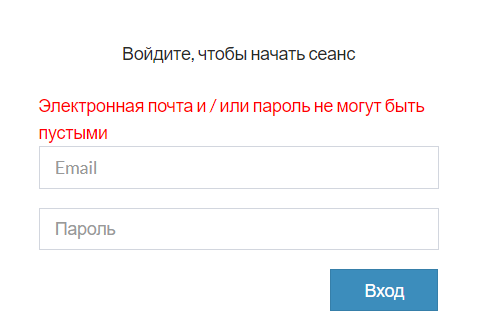 Войдите, чтобы начать сеанс
Электронная почта и / или пароль не могут быть
пустыми
Email
Пароль
Вход